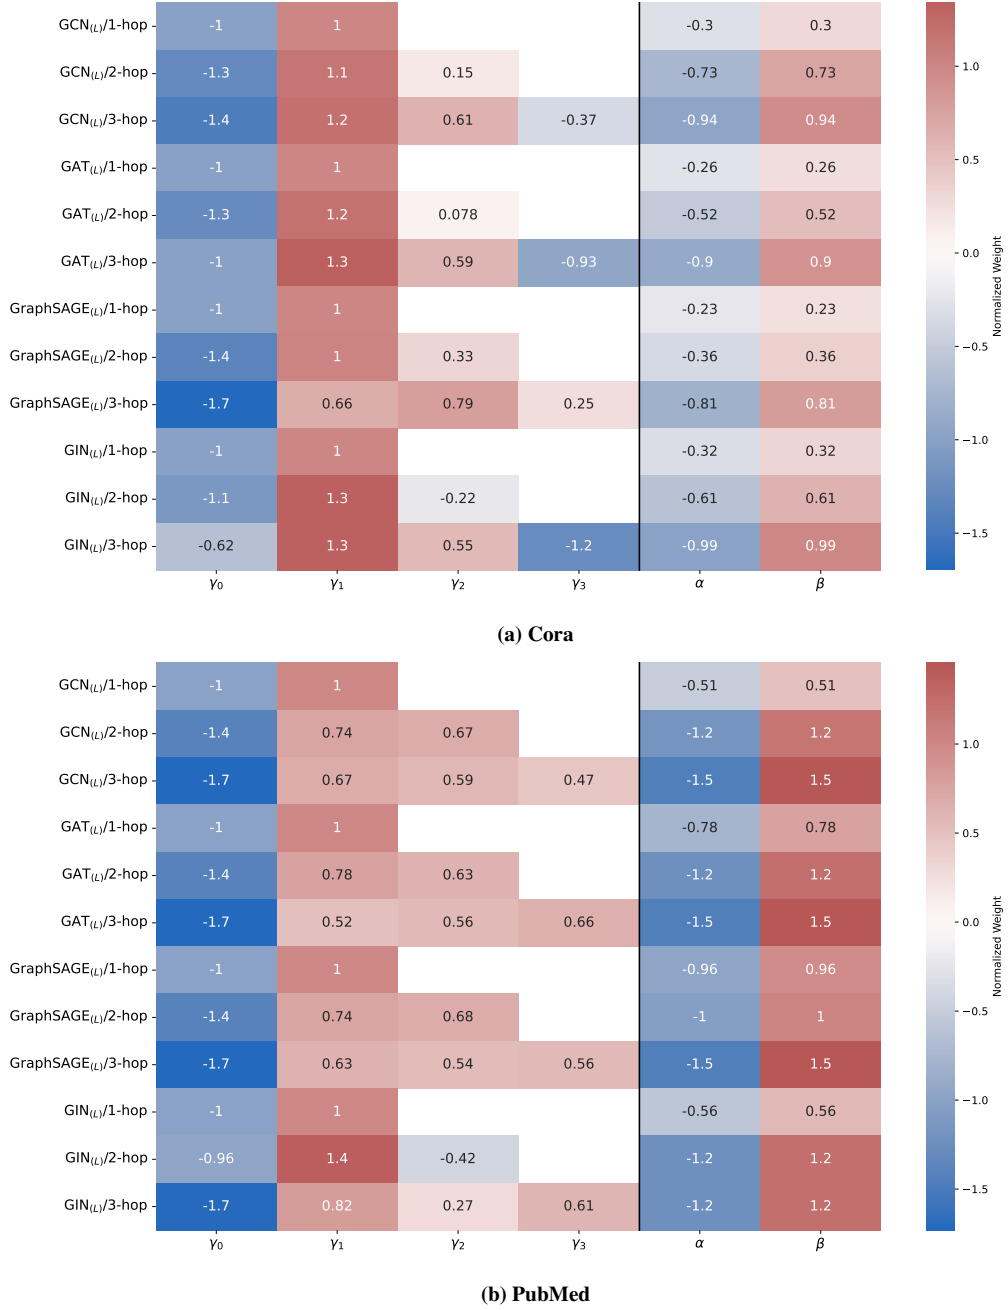 GCN(L)/1-hop -1 1 -0.3 0.3
GCN(L)/2-hop -1.3 1.1 0.15 -0.73 0.73
GCN(L)/3-hop -1.4 1.2 0.61 -0.37 -0.94 0.94
GAT(L)/1-hop -1 1 -0.26 0.26
GAT(L)/2-hop -1.3 1.2 0.078 -0.52 0.52
GAT(L)/3-hop -1 1.3 0.59 -0.93 -0.9 0.9
GraphSAGE(L)/1-hop -1 1 -0.23 0.23
GraphSAGE(L)/2-hop -1.4 1 0.33 -0.36 0.36
GraphSAGE(L)/3-hop -1.7 0.66 0.79 0.25 -0.81 0.81
GIN(L)/1-hop -1 1 -0.32 0.32
GIN(L)/2-hop -1.1 1.3 -0.22 -0.61 0.61
GIN(L)/3-hop -0.62 1.3 0.55 -1.2 -0.99 0.99
γ0 γ1 γ2 γ3 α β
1.0
0.5
0.0
−0.5
−1.0
−1.5
Normalized Weight
(a) Cora
GCN(L)/1-hop -1 1 -0.51 0.51
GCN(L)/2-hop -1.4 0.74 0.67 -1.2 1.2
GCN(L)/3-hop -1.7 0.67 0.59 0.47 -1.5 1.5
GAT(L)/1-hop -1 1 -0.78 0.78
GAT(L)/2-hop -1.4 0.78 0.63 -1.2 1.2
GAT(L)/3-hop -1.7 0.52 0.56 0.66 -1.5 1.5
GraphSAGE(L)/1-hop -1 1 -0.96 0.96
GraphSAGE(L)/2-hop -1.4 0.74 0.68 -1 1
GraphSAGE(L)/3-hop -1.7 0.63 0.54 0.56 -1.5 1.5
GIN(L)/1-hop -1 1 -0.56 0.56
GIN(L)/2-hop -0.96 1.4 -0.42 -1.2 1.2
GIN(L)/3-hop -1.7 0.82 0.27 0.61 -1.2 1.2
γ0 γ1 γ2 γ3 α β
1.0
0.5
0.0
−0.5
−1.0
−1.5
Normalized Weight
(b) PubMed